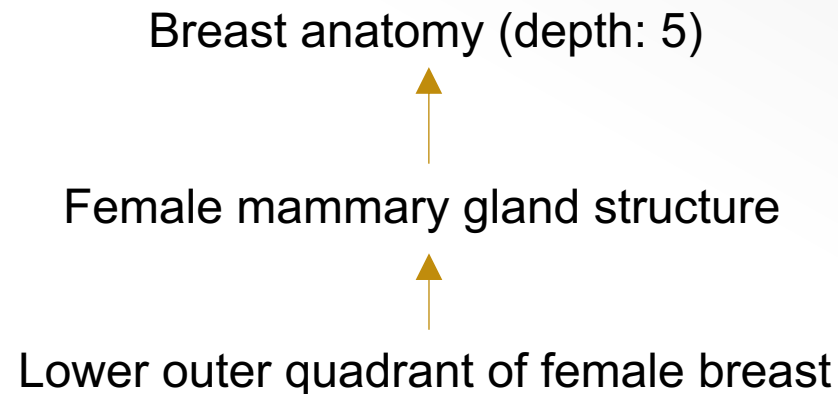 Breast anatomy (depth: 5)
Female mammary gland structure
Lower outer quadrant of female breast